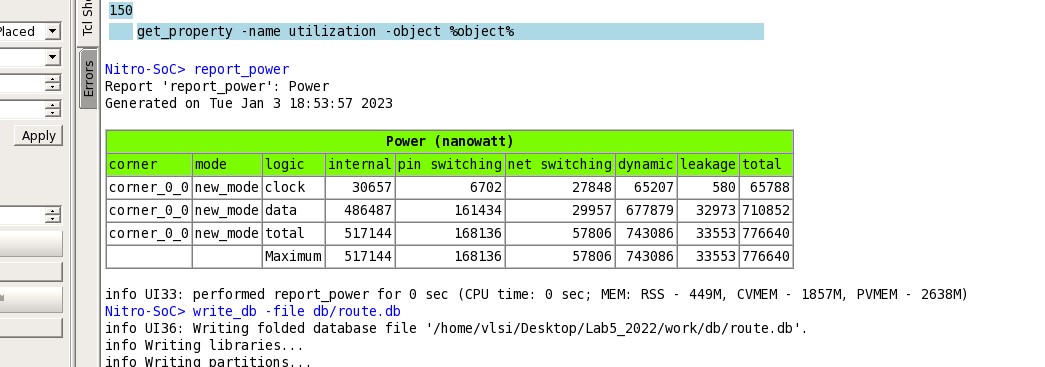 150
get_property -name utilization -object %object%
Placed
Tcl She
Errors
Apply
Nitro-SoC> report_power
Report 'report_power': Power
Generated on Tue Jan 3 18:53:57 2023
Power (nanowatt)
corner mode logic internal pin switching net switching dynamic leakage total
corner_0_0 new_mode clock 30657 6702 27848 65207 580 65788
corner_0_0 new_mode data 486487 161434 29957 677879 32973 710852
corner_0_0 new_mode total 517144 168136 57806 743086 33553 776640
Maximum 517144 168136 57806 743086 33553 776640
info UI33: performed report_power for 0 sec (CPU time: 0 sec; MEM: RSS - 449M, CVMEM - 1857M, PVMEM - 2638M)
Nitro-SoC> write_db -file db/route.db
info UI36: Writing folded database file '/home/vlsi/Desktop/Lab5_2022/work/db/route.db'.
info Writing libraries...
info Writing partitions...